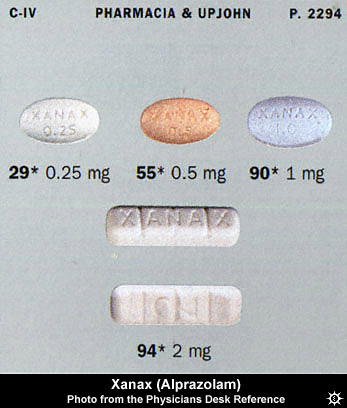 C-IV PHARMACIA & UPJOHN P. 2294
XANAX XANAX XANAX
0.25 0.5 1.0
29* 0.25 mg 55* 0.5 mg 90* 1 mg
XANAX
2
94* 2 mg
Xanax (Alprazolam)
Photo from the Physicians Desk Reference